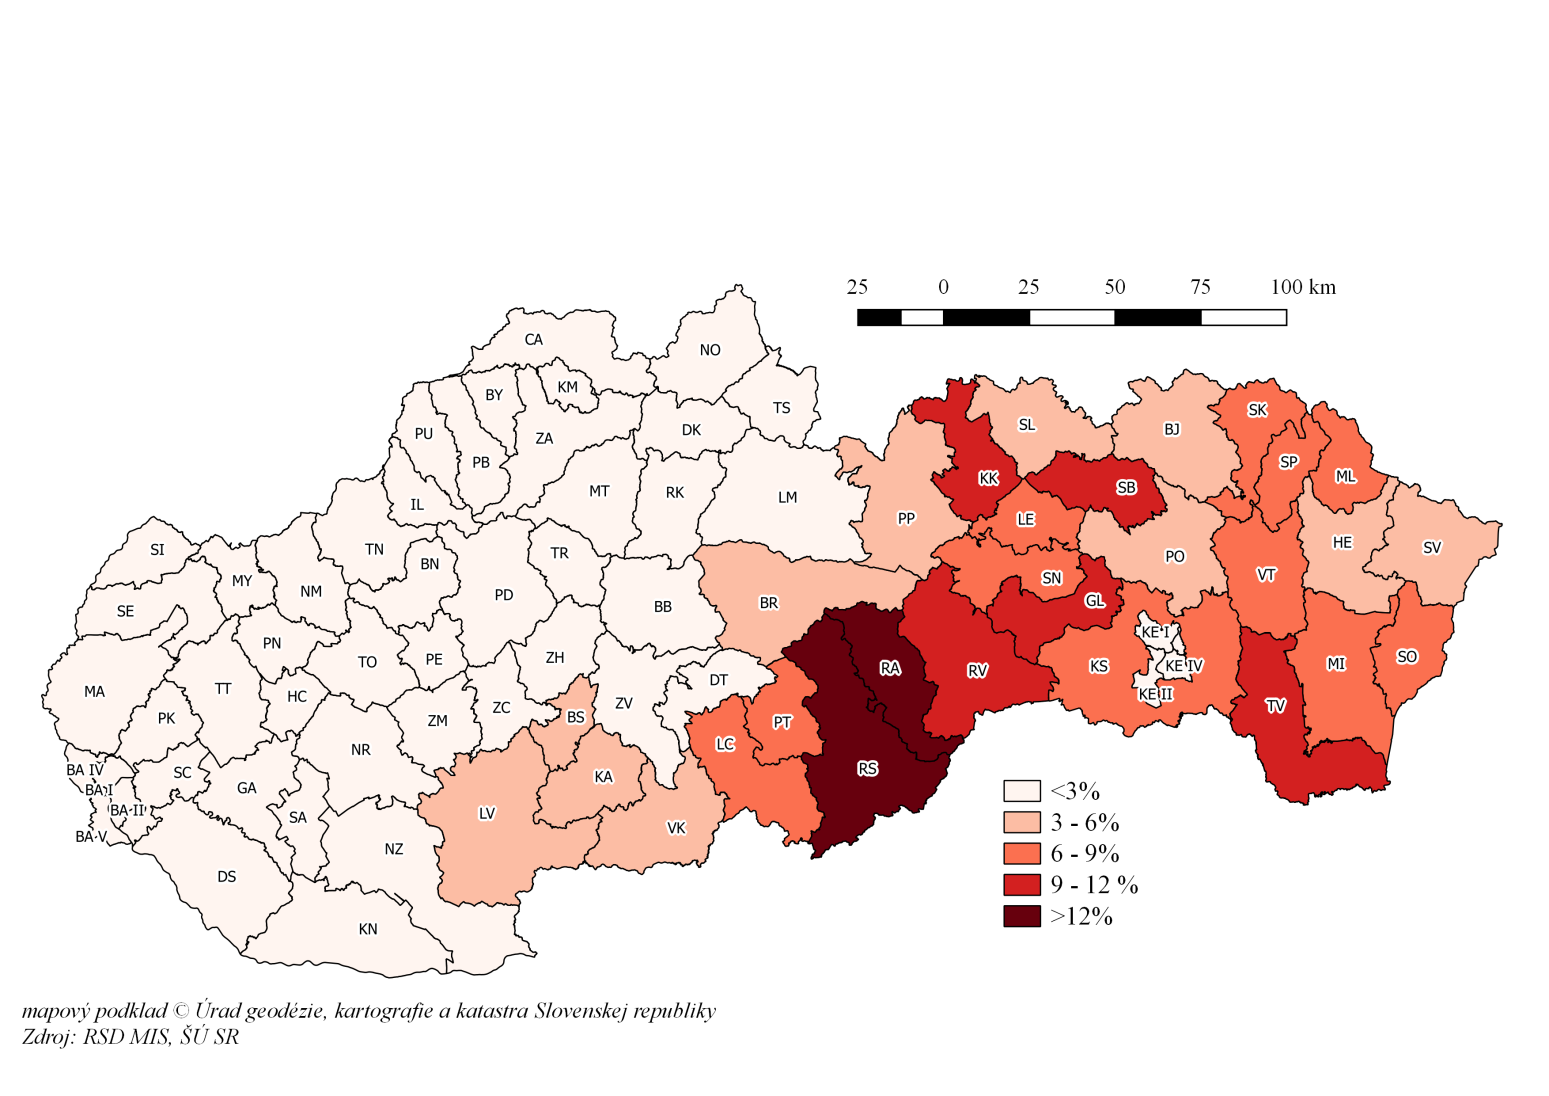 25 0 25 50 75 100 km
CA
NO
KM
BY
TS
PU
ZA
DK
PB
IL
MT
RK
LM
SL
BJ
SK
SP
ML
KK
SB
PP
LE
PO
HE
SV
VT
SN
GL
SI
MY
TN
BN
TR
NM
PD
BB
BR
SE
PN
PE
TO
ZH
DT
RA
RV
KE I
KE IV
KE II
KS
MI
SO
TV
MA
TT
HC
PK
ZM
ZC
BS
ZV
PT
NR
LC
RS
BA IV
BA I
BA II
BA V
SC
GA
SA
KA
LV
VK
NZ
DS
KN
<3%
3 - 6%
6 - 9%
9 - 12 %
>12%
mapový podklad © Úrad geodézie, kartografie a katastra Slovenskej republiky
Zdroj: RSD MIS, ŠÚ SR